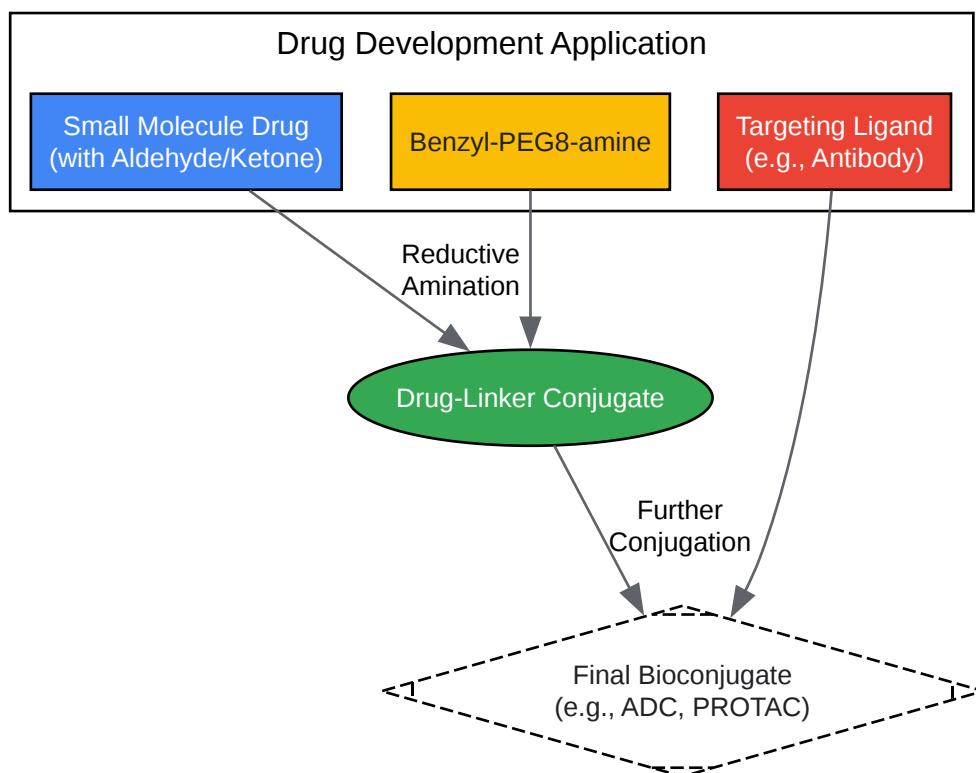 Drug Development Application
Small Molecule Drug
(with Aldehyde/Ketone)
Benzyl-PEG8-amine
Targeting Ligand
(e.g., Antibody)
Reductive
Amination
Drug-Linker Conjugate
Further
Conjugation
Final Bioconjugate
(e.g., ADC, PROTAC)